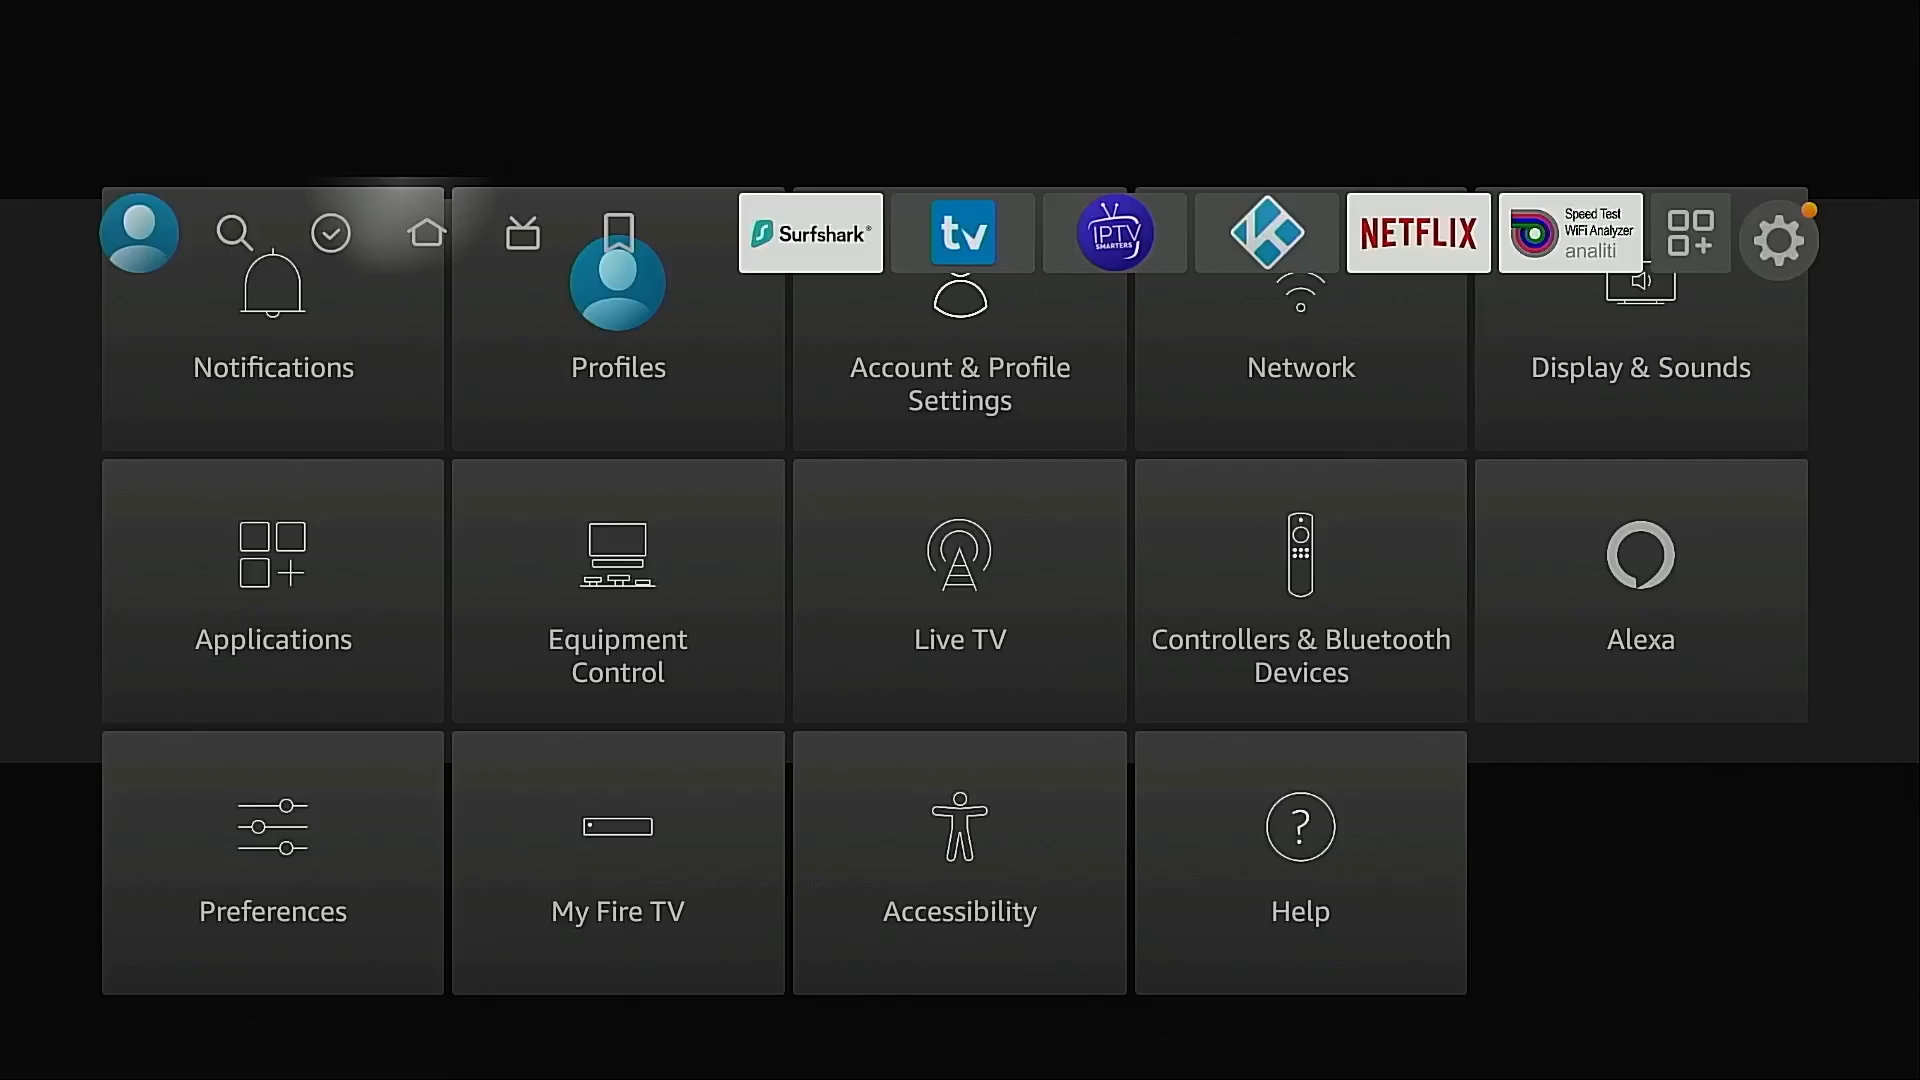 Surfshark®
tv
IPTV
SMARTERS
NETFLIX
Speed Test
WiFi Analyzer
analiti
Notifications
Profiles
Account & Profile
Settings
Network
Display & Sounds
Applications
Equipment
Control
Live TV
Controllers & Bluetooth
Devices
Alexa
Preferences
My Fire TV
Accessibility
?
Help